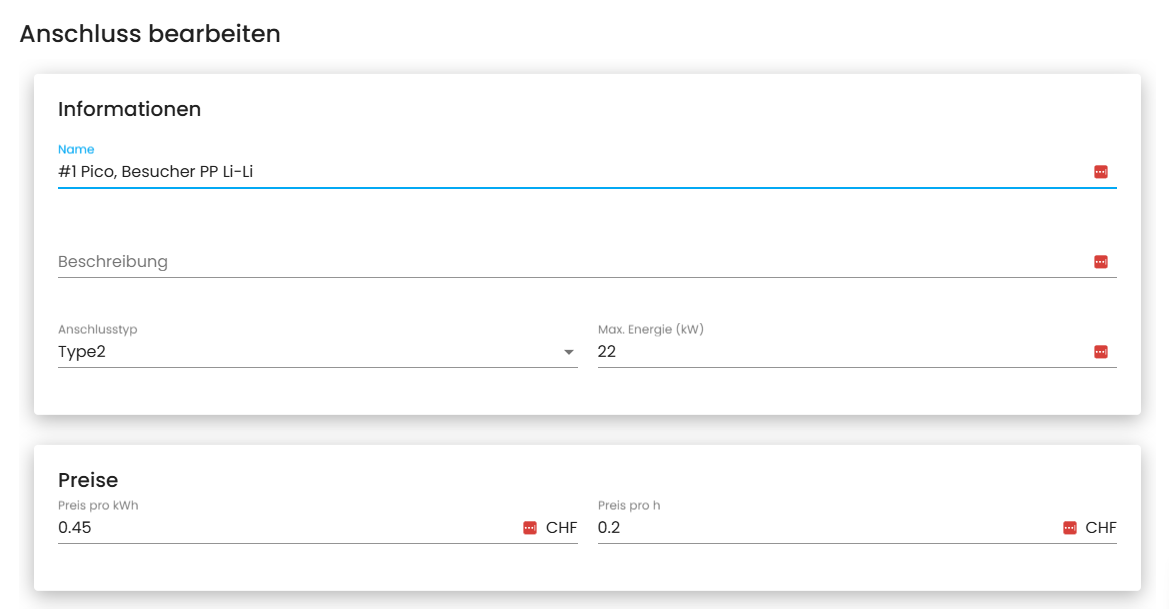 Anschluss bearbeiten
Informationen
Name
#1 Pico, Besucher PP Li-Li
Beschreibung
Anschlusstyp
Type2
Max. Energie (kW)
22
Preise
Preis pro kWh
0.45 CHF
Preis pro h
0.2 CHF